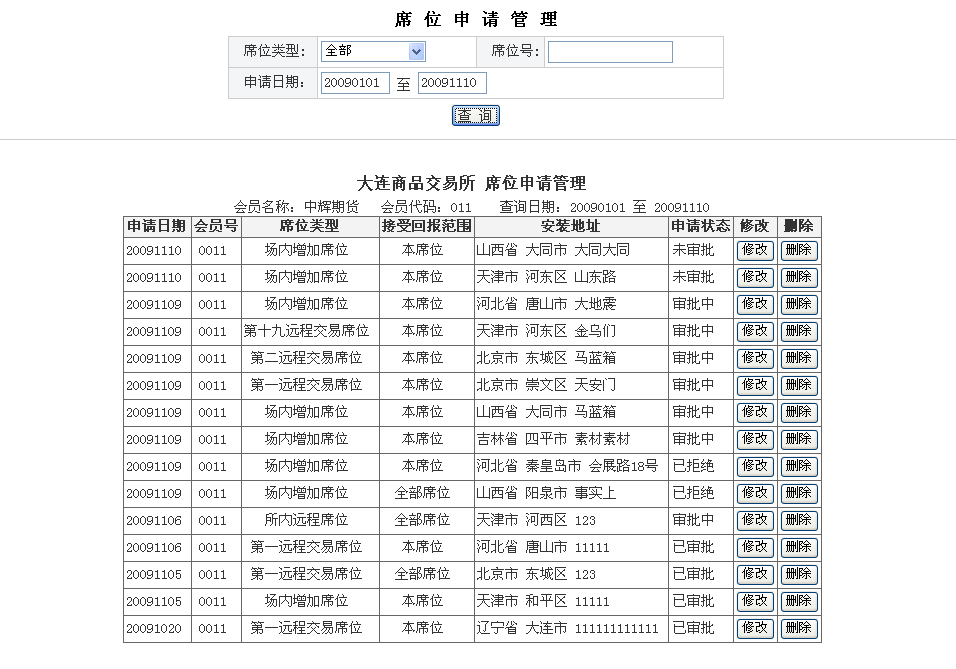 席 位 申 请 管 理
席位类型: 全部 席位号:
申请日期: 20090101 至 20091110
查 询
大连商品交易所 席位申请管理
会员名称: 中辉期货 会员代码: 011 查询日期: 20090101 至 20091110
申请日期 会员号 席位类型 接受回报范围 安装地址 申请状态 修改 删除
20091110 0011 场内增加席位 本席位 山西省 大同市 大同大同 未审批 修改 删除
20091110 0011 场内增加席位 本席位 天津市 河东区 山东路 未审批 修改 删除
20091109 0011 场内增加席位 本席位 河北省 唐山市 大地震 审批中 修改 删除
20091109 0011 第十九远程交易席位 本席位 天津市 河东区 金乌们 审批中 修改 删除
20091109 0011 第二远程交易席位 本席位 北京市 东城区 马蓝箱 审批中 修改 删除
20091109 0011 第一远程交易席位 本席位 北京市 崇文区 天安门 审批中 修改 删除
20091109 0011 场内增加席位 本席位 山西省 大同市 马蓝箱 审批中 修改 删除
20091109 0011 场内增加席位 本席位 吉林省 四平市 素材素材 审批中 修改 删除
20091109 0011 场内增加席位 本席位 河北省 秦皇岛市 会展路18号 已拒绝 修改 删除
20091109 0011 场内增加席位 全部席位 山西省 阳泉市 事实上 已拒绝 修改 删除
20091106 0011 所内远程席位 全部席位 天津市 河西区 123 审批中 修改 删除
20091106 0011 第一远程交易席位 本席位 河北省 唐山市 11111 已审批 修改 删除
20091105 0011 第一远程交易席位 全部席位 北京市 东城区 123 已审批 修改 删除
20091105 0011 场内增加席位 本席位 天津市 和平区 11111 已审批 修改 删除
20091020 0011 第一远程交易席位 本席位 辽宁省 大连市 111111111111 已审批 修改 删除